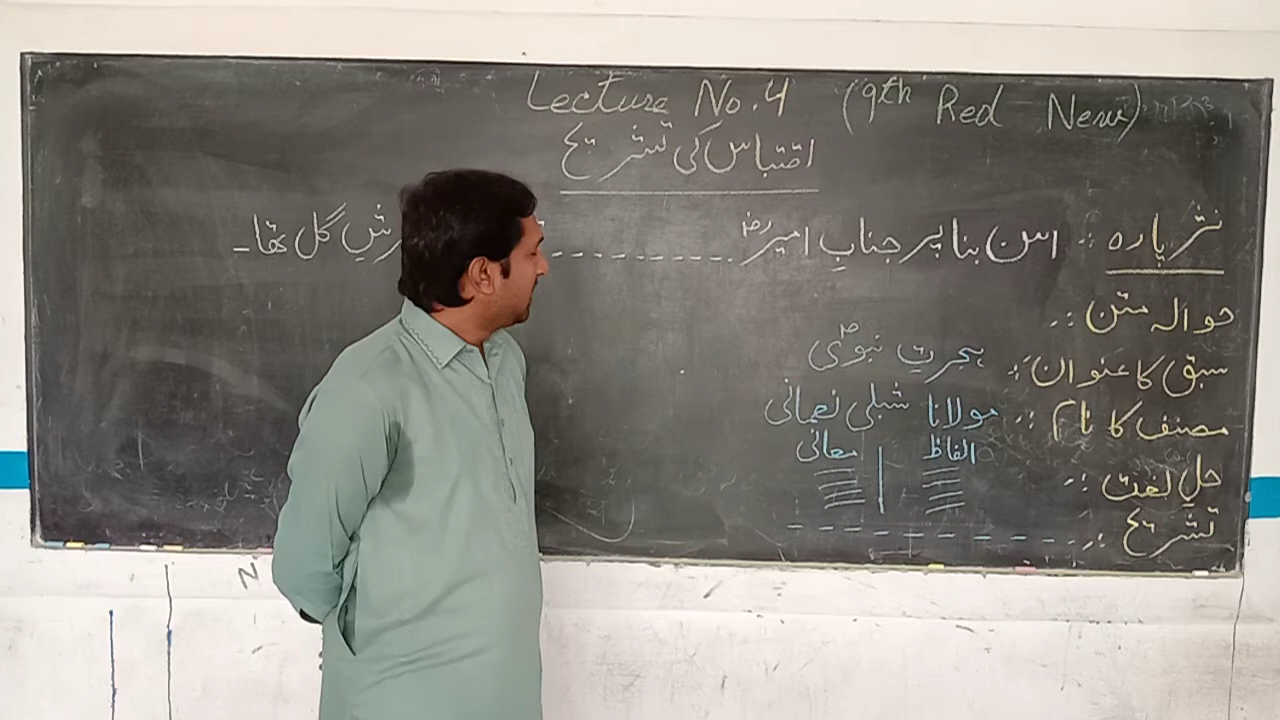 Lecture No.4 (9th Red New)
اقتباس کی تشریح
نثر پارہ :۔ اس بنا پر جنابِ امیرؓ ------------ فرشِ گل تھا۔
حوالہ متن :۔
سبق کا عنوان :۔ ہجرتِ نبویؐ
مصنف کا نام :۔ مولانا شبلی نعمانی
حلِ لغت :۔ الفاظ | معانی
تشریح :۔ ----------
N